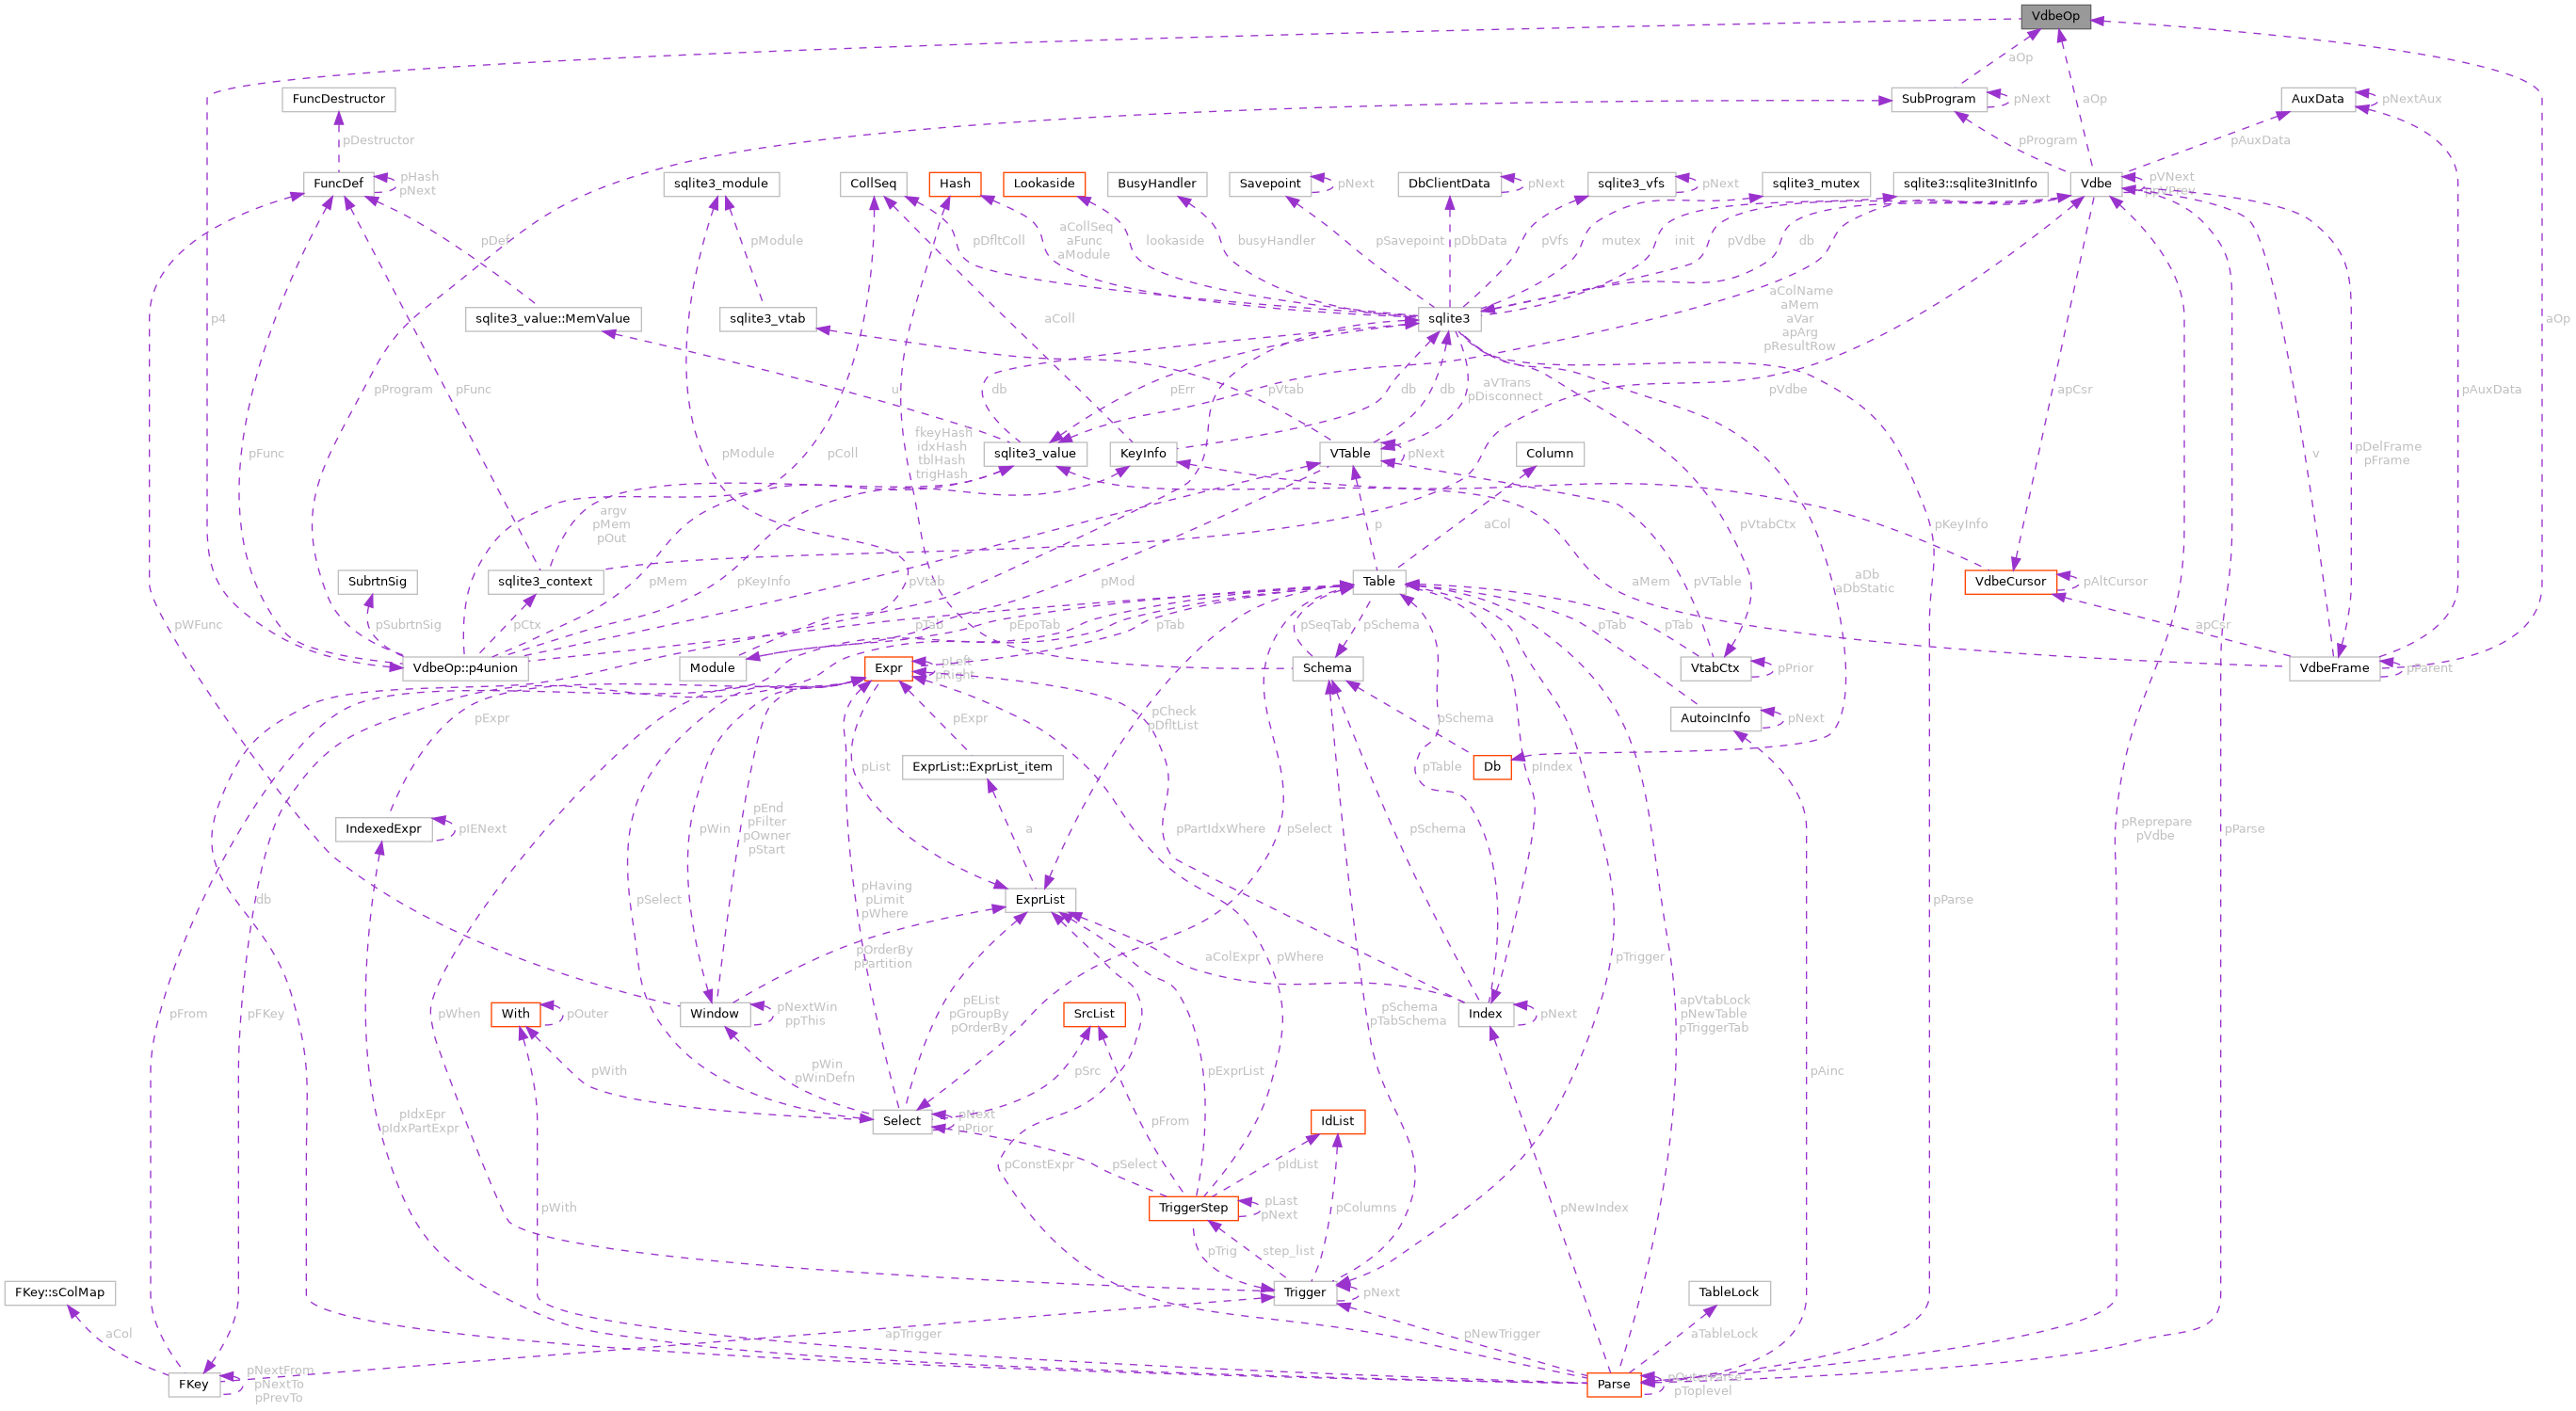 VdbeOp
aOp
FuncDestructor
SubProgram
pNext
AuxData
pNextAux
pDestructor
pProgram
aOp
pAuxData
FuncDef
pHash
pNext
sqlite3_module
CollSeq
Hash
Lookaside
BusyHandler
Savepoint
pNext
DbClientData
pNext
sqlite3_vfs
pNext
sqlite3_mutex
sqlite3::sqlite3InitInfo
Vdbe
pVNext
ppVPrev
pDef
pModule
pDfltColl
aCollSeq
aFunc
aModule
lookaside
busyHandler
pSavepoint
pDbData
pVfs
mutex
init
pVdbe
db
p4
sqlite3_value::MemValue
sqlite3_vtab
aColl
sqlite3
aColName
aMem
aVar
apArg
pResultRow
aOp
pProgram
pFunc
u
db
pErr
pVtab
db
db
aVTrans
pDisconnect
pVdbe
apCsr
pAuxData
pFunc
pModule
pColl
fkeyHash
idxHash
tblHash
trigHash
sqlite3_value
KeyInfo
VTable
pNext
Column
v
pDelFrame
pFrame
argv
pMem
pOut
p
aCol
pVtabCtx
pKeyInfo
SubrtnSig
sqlite3_context
pMem
pKeyInfo
pVtab
pMod
Table
aMem
pVTable
aDb
aDbStatic
VdbeCursor
pAltCursor
pWFunc
pSubrtnSig
pCtx
pTab
pEpoTab
pTab
pSeqTab
pSchema
pTab
pTab
apCsr
VdbeOp::p4union
Module
Expr
pLeft
pRight
Schema
VtabCtx
pPrior
VdbeFrame
pParent
pExpr
pExpr
pCheck
pDfltList
pSchema
AutoincInfo
pNext
pList
ExprList::ExprList_item
pTable
Db
pIndex
IndexedExpr
pIENext
pWin
pEnd
pFilter
pOwner
pStart
a
pPartIdxWhere
pSelect
pSchema
pReprepare
pVdbe
pParse
db
pSelect
pHaving
pLimit
pWhere
ExprList
pParse
pOrderBy
pPartition
aColExpr
pWhere
pTrigger
pFrom
pFKey
pWhen
With
pOuter
Window
pNextWin
ppThis
pEList
pGroupBy
pOrderBy
SrcList
pSchema
pTabSchema
Index
pNext
apVtabLock
pNewTable
pTriggerTab
pWith
pWin
pWinDefn
pSrc
pExprList
pAinc
pIdxEpr
pIdxPartExpr
Select
pNext
pPrior
pFrom
IdList
pConstExpr
pSelect
pIdList
pWith
TriggerStep
pLast
pNext
pColumns
pNewIndex
pTrig
step_list
FKey::sColMap
Trigger
pNext
TableLock
aCol
apTrigger
pNewTrigger
aTableLock
FKey
pNextFrom
pNextTo
pPrevTo
Parse
pOuterParse
pToplevel